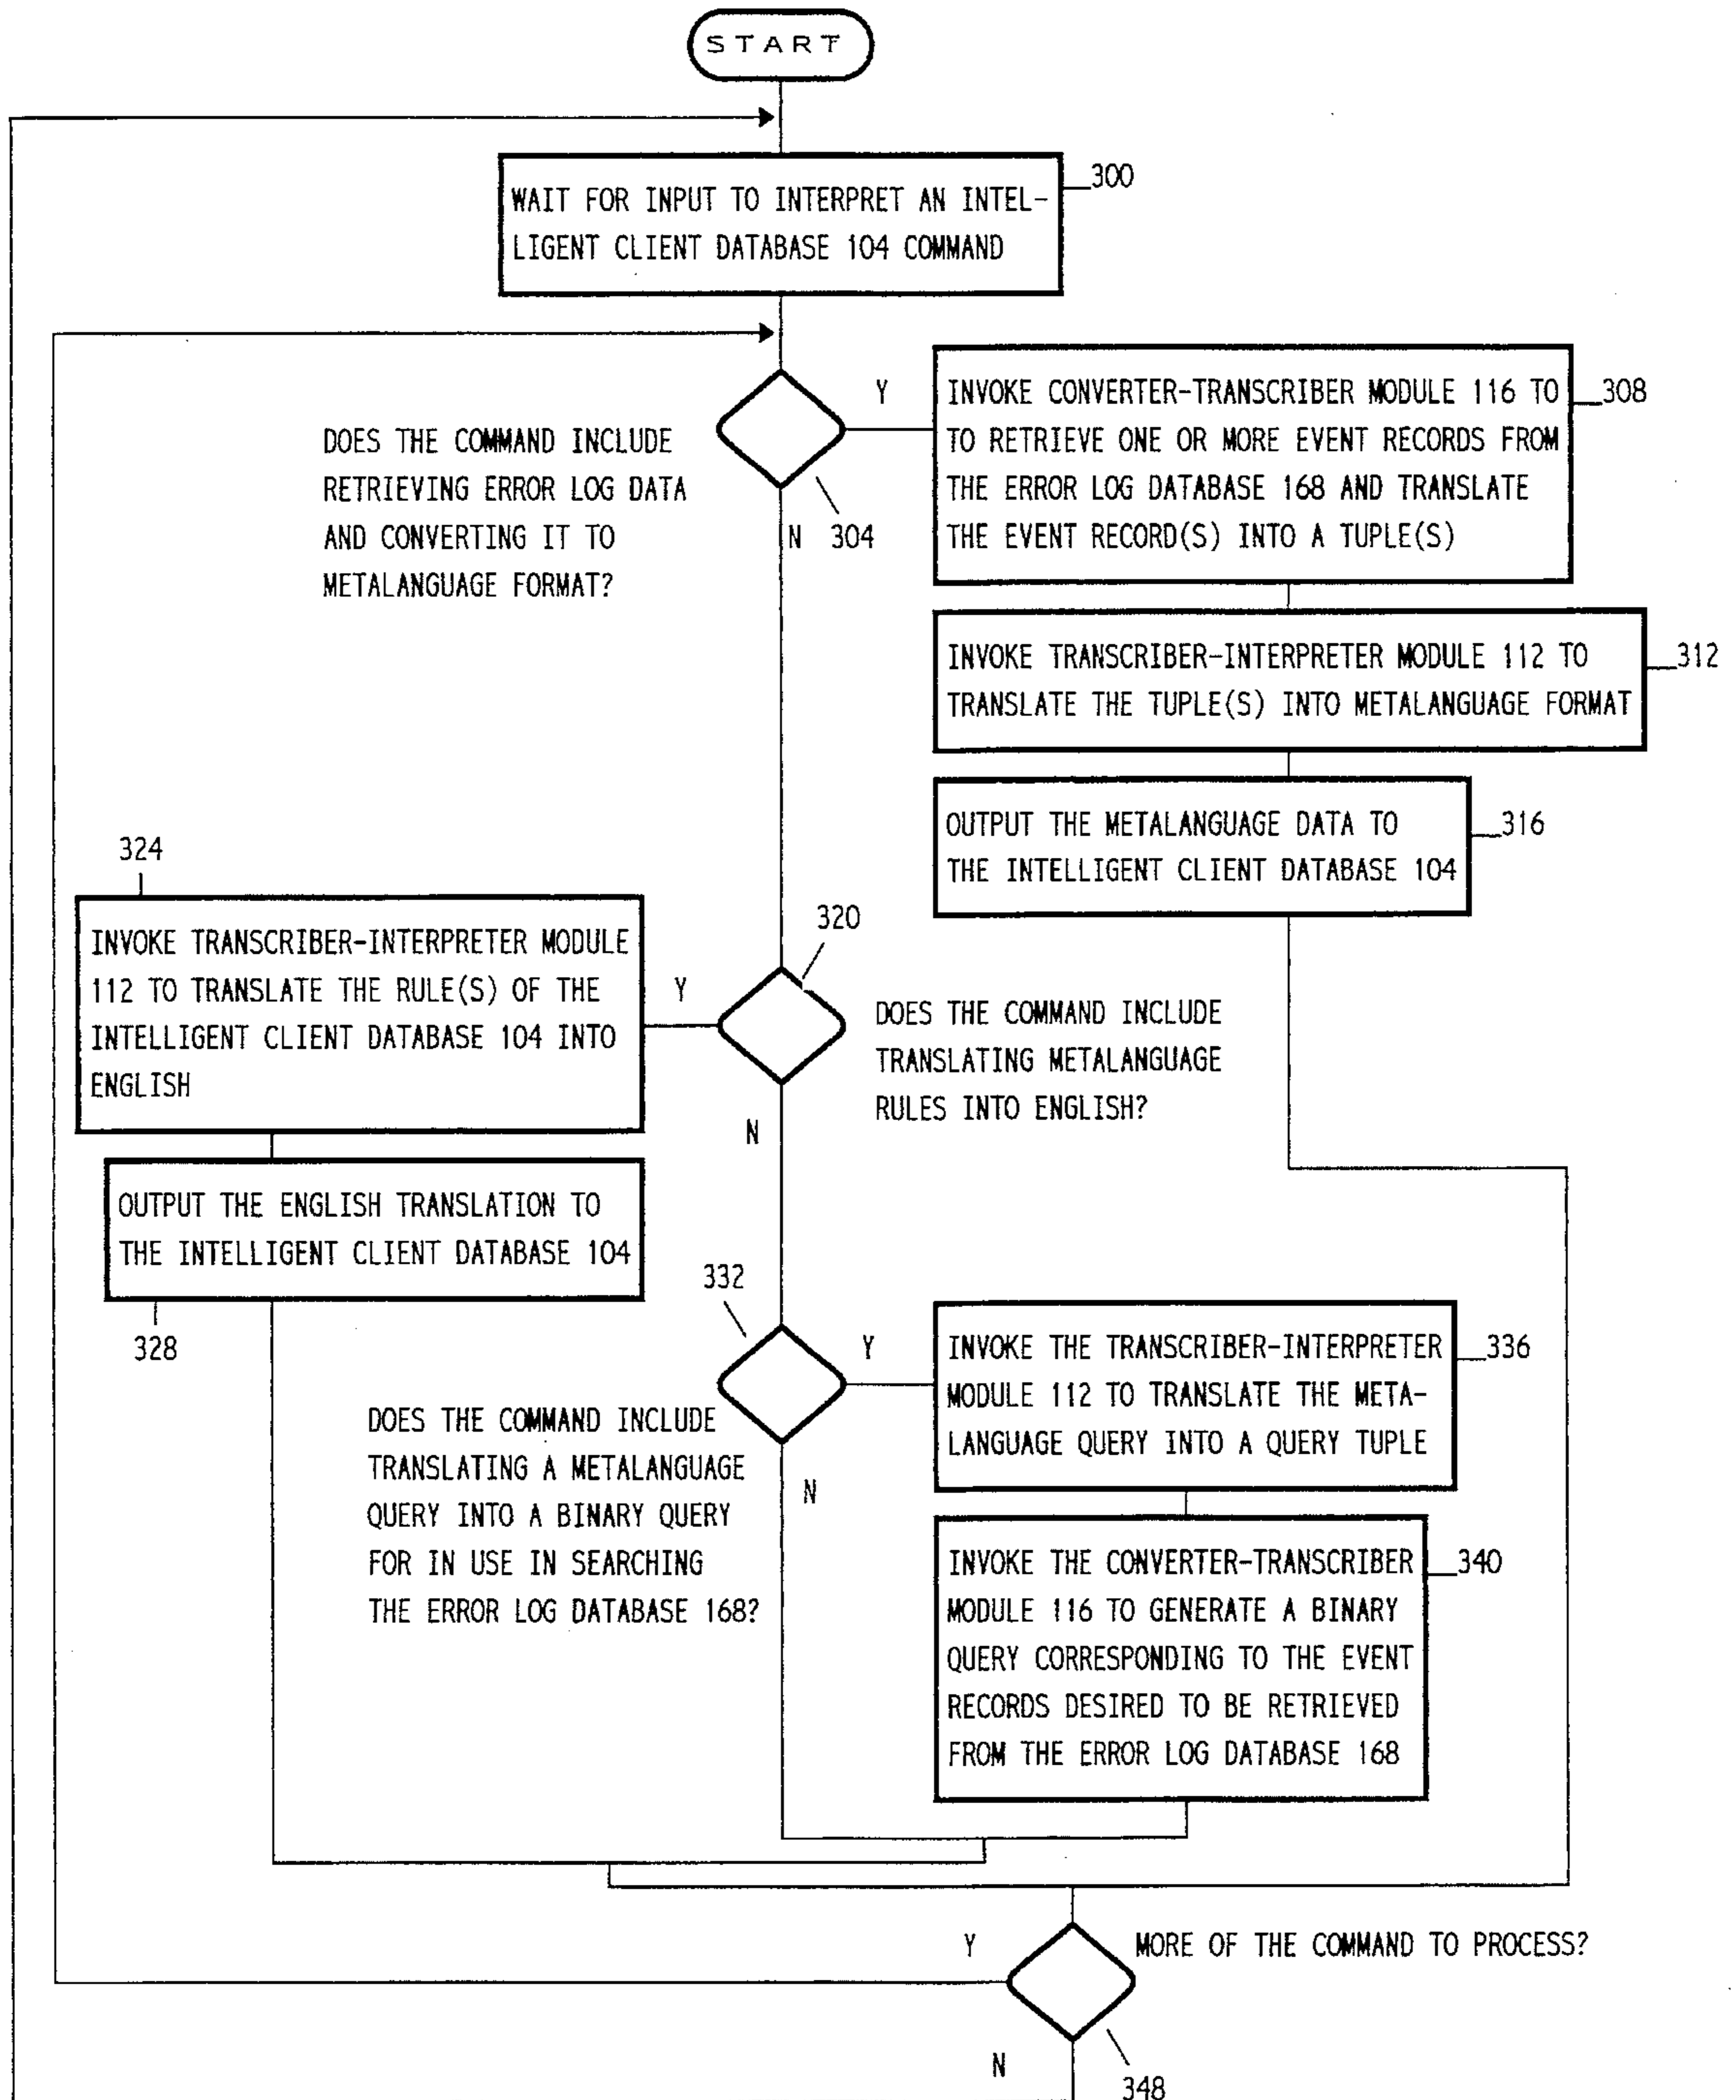 START
WAIT FOR INPUT TO INTERPRET AN INTEL-
LIGENT CLIENT DATABASE 104 COMMAND
300
Y
DOES THE COMMAND INCLUDE
RETRIEVING ERROR LOG DATA
AND CONVERTING IT TO
METALANGUAGE FORMAT?
N
304
INVOKE CONVERTER-TRANSCRIBER MODULE 116 TO
TO RETRIEVE ONE OR MORE EVENT RECORDS FROM
THE ERROR LOG DATABASE 168 AND TRANSLATE
THE EVENT RECORD(S) INTO A TUPLE(S)
308
INVOKE TRANSCRIBER-INTERPRETER MODULE 112 TO
TRANSLATE THE TUPLE(S) INTO METALANGUAGE FORMAT
312
OUTPUT THE METALANGUAGE DATA TO
THE INTELLIGENT CLIENT DATABASE 104
316
324
INVOKE TRANSCRIBER-INTERPRETER MODULE
112 TO TRANSLATE THE RULE(S) OF THE
INTELLIGENT CLIENT DATABASE 104 INTO
ENGLISH
Y
320
DOES THE COMMAND INCLUDE
TRANSLATING METALANGUAGE
RULES INTO ENGLISH?
N
OUTPUT THE ENGLISH TRANSLATION TO
THE INTELLIGENT CLIENT DATABASE 104
328
332
Y
DOES THE COMMAND INCLUDE
TRANSLATING A METALANGUAGE
QUERY INTO A BINARY QUERY
FOR IN USE IN SEARCHING
THE ERROR LOG DATABASE 168?
N
INVOKE THE TRANSCRIBER-INTERPRETER
MODULE 112 TO TRANSLATE THE META-
LANGUAGE QUERY INTO A QUERY TUPLE
336
INVOKE THE CONVERTER-TRANSCRIBER
MODULE 116 TO GENERATE A BINARY
QUERY CORRESPONDING TO THE EVENT
RECORDS DESIRED TO BE RETRIEVED
FROM THE ERROR LOG DATABASE 168
340
Y
MORE OF THE COMMAND TO PROCESS?
N
348